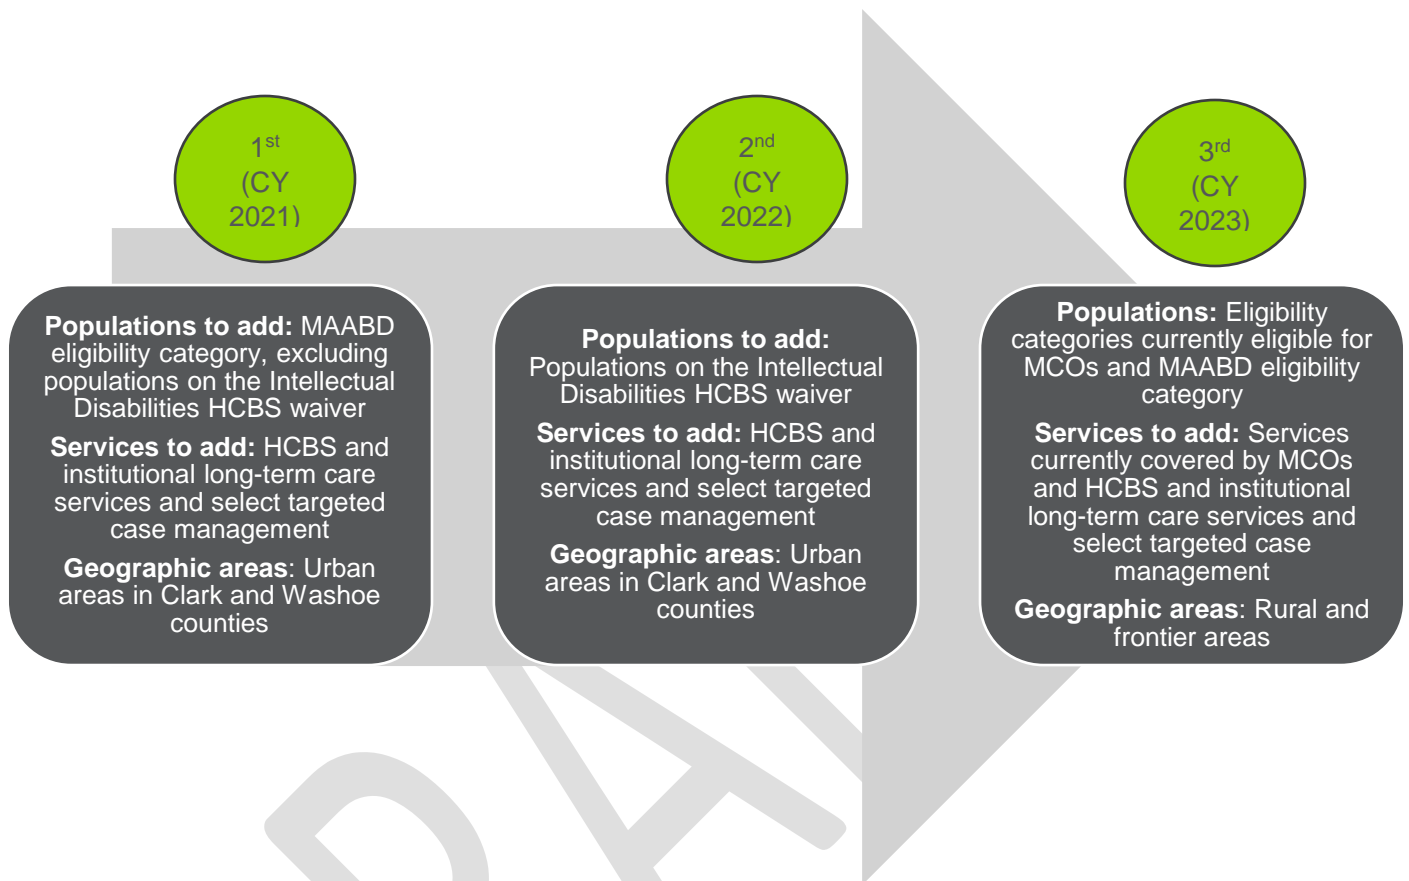 1st
(CY
2021)
2nd
(CY
2022)
3rd
(CY
2023)
Populations to add: MAABD
eligibility category, excluding
populations on the Intellectual
Disabilities HCBS waiver
Services to add: HCBS and
institutional long-term care
services and select targeted
case management
Geographic areas: Urban
areas in Clark and Washoe
counties
Populations to add:
Populations on the Intellectual
Disabilities HCBS waiver
Services to add: HCBS and
institutional long-term care
services and select targeted
case management
Geographic areas: Urban
areas in Clark and Washoe
counties
Populations: Eligibility
categories currently eligible for
MCOs and MAABD eligibility
category
Services to add: Services
currently covered by MCOs
and HCBS and institutional
long-term care services and
select targeted case
management
Geographic areas: Rural and
frontier areas